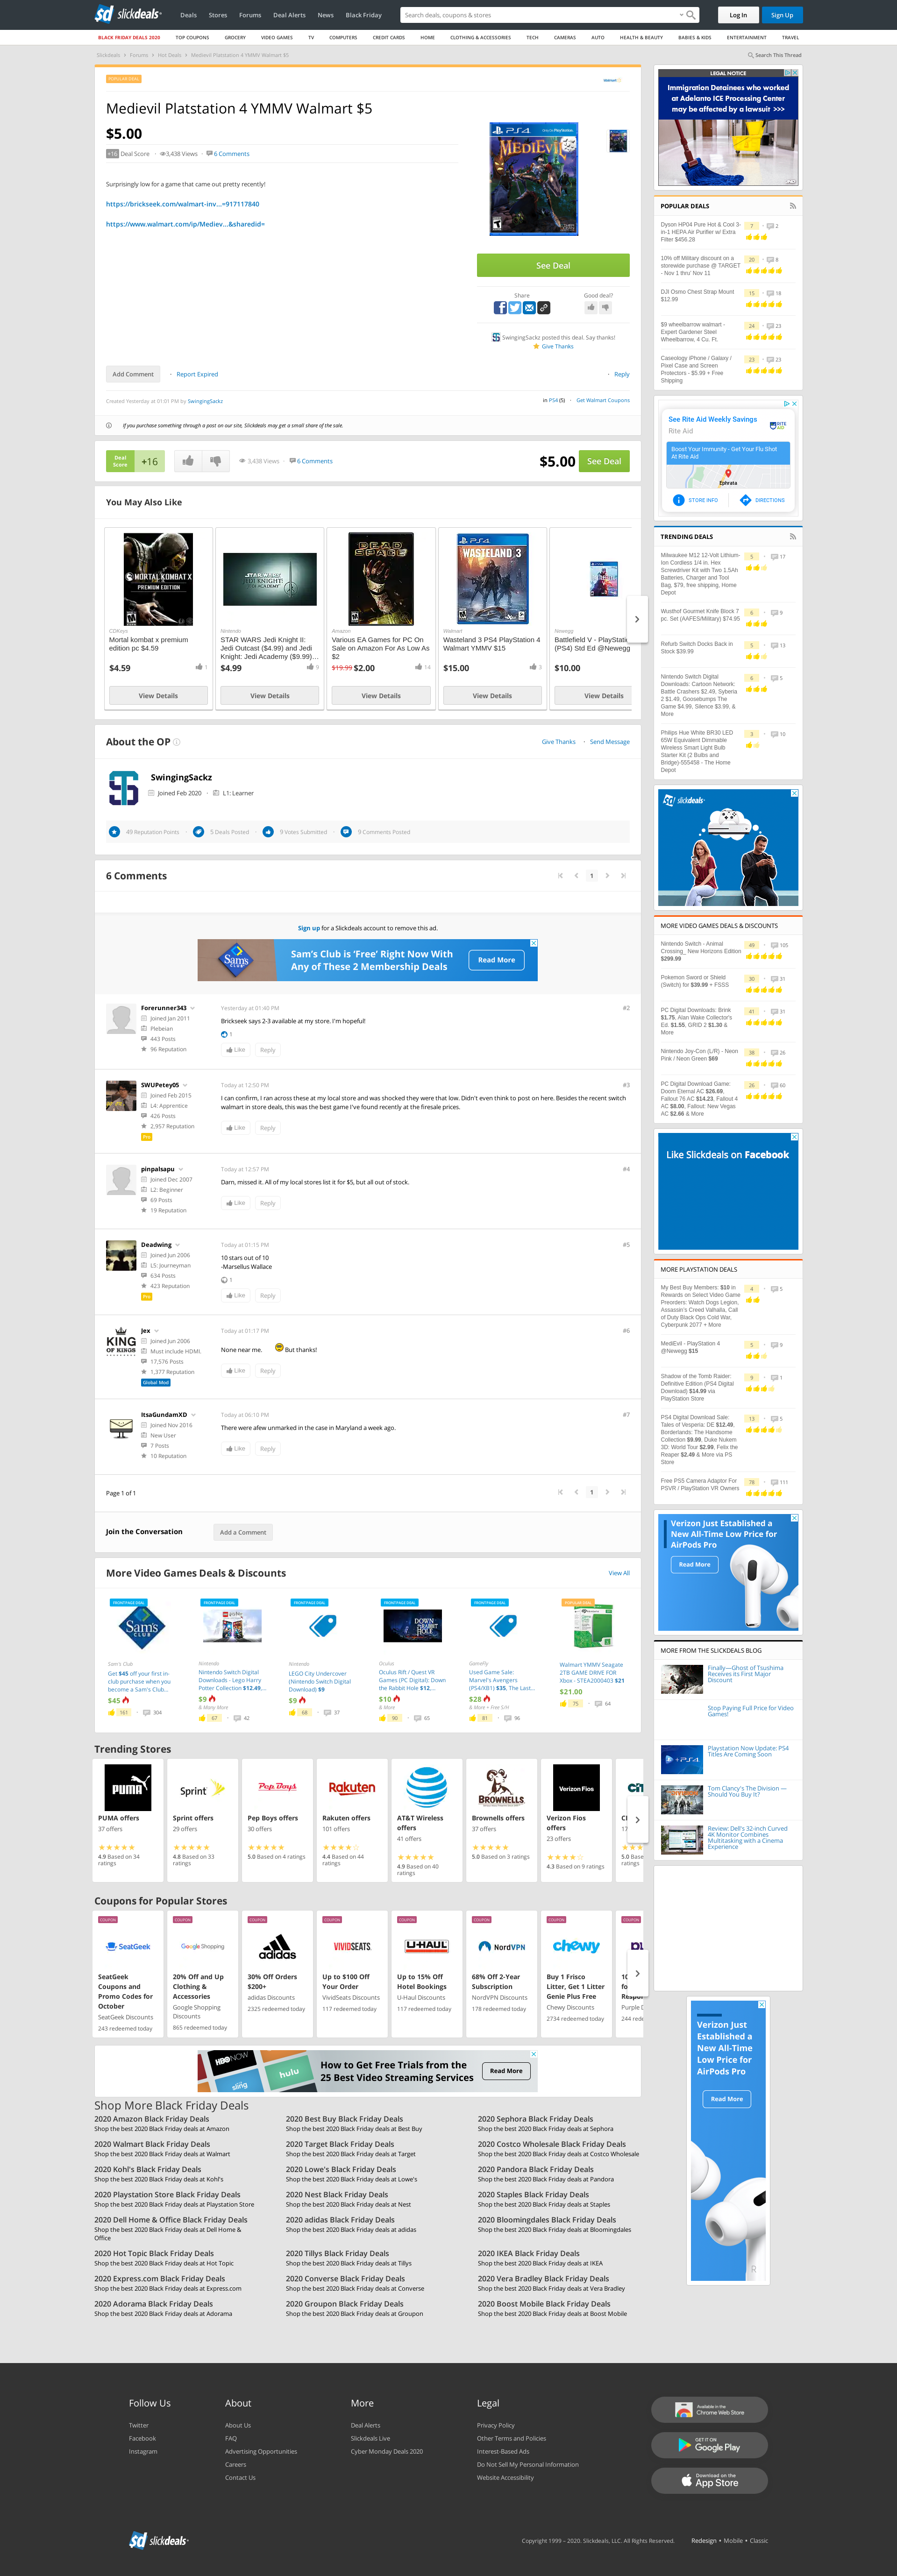 slickdeals
Deals Stores Forums Deal Alerts News Black Friday
Search deals, coupons & stores
Log In Sign Up
BLACK FRIDAY DEALS 2020 TOP COUPONS GROCERY VIDEO GAMES TV COMPUTERS CREDIT CARDS HOME CLOTHING & ACCESSORIES SPORTING EQUIPMENT TECH CAMERAS AUTO HEALTH & BEAUTY BABIES & KIDS ENTERTAINMENT TRAVEL
Slickdeals Forums Hot Deals Medievil Platstation 4 YMMV Walmart $5
Search This Thread
POPULAR DEAL
Medievil Platstation 4 YMMV Walmart $5
$5.00
+16 Deal Score 3,438 Views 6 Comments
Surprisingly low for a game that came out pretty recently!
https://brickseek.com/walmart-inv...=917117840
https://www.walmart.com/ip/Mediev...&sharedid=
PS4
MEDIEVIL
See Deal
Share Good deal?
SwingingSackz posted this deal. Say thanks!
Give Thanks
Add Comment Report Expired Reply
Created Yesterday at 01:01 PM by SwingingSackz
in PS4 (5) Get Walmart Coupons
If you purchase something through a post on our site, Slickdeals may get a small share of the sale.
Deal Score +16 3,438 Views 6 Comments $5.00 See Deal
You May Also Like
CDKeys
Mortal kombat x premium edition pc $4.59
$4.59 1
View Details
Nintendo
STAR WARS Jedi Knight II: Jedi Outcast ($4.99) and Jedi Knight: Jedi Academy ($9.99)...
$4.99 9
View Details
Amazon
Various EA Games for PC On Sale on Amazon For As Low As $2
$19.99 $2.00 14
View Details
Walmart
Wasteland 3 PS4 PlayStation 4 Walmart YMMV $15
$15.00 3
View Details
Newegg
Battlefield V - PlayStatio
(PS4) Std Ed @Newegg
$10.00
View Details
About the OP
Give Thanks Send Message
SwingingSackz
Joined Feb 2020 L1: Learner
49 Reputation Points 5 Deals Posted 9 Votes Submitted 9 Comments Posted
6 Comments
1
Sign up for a Slickdeals account to remove this ad.
Sam's Club is 'Free' Right Now With
Any of These 2 Membership Deals
Read More
Forerunner343
Joined Jan 2011
Plebeian
443 Posts
96 Reputation
Yesterday at 01:40 PM #2
Brickseek says 2-3 available at my store. I'm hopeful!
1
Like Reply
SWUPetey05
Joined Feb 2015
L4: Apprentice
426 Posts
2,957 Reputation
Pro
Today at 12:50 PM #3
I can confirm, I ran across these at my local store and was shocked they were that low. Didn't even think to post on here. Besides the recent switch
walmart in store deals, this was the best game I've found recently at the firesale prices.
Like Reply
pinpalsapu
Joined Dec 2007
L2: Beginner
69 Posts
19 Reputation
Today at 12:57 PM #4
Darn, missed it. All of my local stores list it for $5, but all out of stock.
Like Reply
Deadwing
Joined Jun 2006
L5: Journeyman
634 Posts
423 Reputation
Pro
Today at 01:15 PM #5
10 stars out of 10
-Marsellus Wallace
1
Like Reply
Jex
Joined Jun 2006
Must include HDMI.
17,576 Posts
1,377 Reputation
Global Mod
Today at 01:17 PM #6
None near me. But thanks!
Like Reply
ItsaGundamXD
Joined Nov 2016
New User
7 Posts
10 Reputation
Today at 06:10 PM #7
There were afew unmarked in the case in Maryland a week ago.
Like Reply
Page 1 of 1
1
Join the Conversation Add a Comment
More Video Games Deals & Discounts View All
Sam's Club
Get $45 off your first in-club purchase when you become a Sam's Club...
$45
161 304
Nintendo
Nintendo Switch Digital Downloads - Lego Harry Potter Collection $12.49...
$9
& Many More
67 42
Nintendo
LEGO City Undercover (Nintendo Switch Digital Download) $9
$9
68 37
Oculus
Oculus Rift / Quest VR Games (PC Digital): Down the Rabbit Hole $12,...
$10
& More
90 65
GameFly
Used Game Sale: Marvel's Avengers (PS4/XB1) $35, The Last...
$28
& More + Free S/H
81 96
Walmart YMMV Seagate 2TB GAME DRIVE FOR Xbox - STEA2000403 $21
$21.00
75 64
Trending Stores
PUMA offers
37 offers
4.9 Based on 34 ratings
Sprint offers
29 offers
4.8 Based on 33 ratings
Pep Boys offers
30 offers
5.0 Based on 4 ratings
Rakuten offers
101 offers
4.4 Based on 44 ratings
AT&T Wireless offers
41 offers
4.9 Based on 40 ratings
Brownells offers
37 offers
5.0 Based on 3 ratings
Verizon Fios offers
23 offers
4.3 Based on 9 ratings
Coupons for Popular Stores
SeatGeek Coupons and Promo Codes for October
SeatGeek Discounts
243 redeemed today
20% Off and Up Clothing & Accessories
Google Shopping Discounts
865 redeemed today
30% Off Orders $200+
adidas Discounts
2325 redeemed today
Up to $100 Off Your Order
VividSeats Discounts
117 redeemed today
Up to 15% Off Hotel Bookings
U-Haul Discounts
117 redeemed today
68% Off 2-Year Subscription
NordVPN Discounts
178 redeemed today
Buy 1 Frisco Litter, Get 1 Litter Genie Plus Free
Chewy Discounts
2734 redeemed today
How to Get Free Trials from the
25 Best Video Streaming Services
Read More
Shop More Black Friday Deals
2020 Amazon Black Friday Deals
Shop the best 2020 Black Friday deals at Amazon
2020 Best Buy Black Friday Deals
Shop the best 2020 Black Friday deals at Best Buy
2020 Sephora Black Friday Deals
Shop the best 2020 Black Friday deals at Sephora
2020 Walmart Black Friday Deals
Shop the best 2020 Black Friday deals at Walmart
2020 Target Black Friday Deals
Shop the best 2020 Black Friday deals at Target
2020 Costco Wholesale Black Friday Deals
Shop the best 2020 Black Friday deals at Costco Wholesale
2020 Kohl's Black Friday Deals
Shop the best 2020 Black Friday deals at Kohl's
2020 Lowe's Black Friday Deals
Shop the best 2020 Black Friday deals at Lowe's
2020 Pandora Black Friday Deals
Shop the best 2020 Black Friday deals at Pandora
2020 Playstation Store Black Friday Deals
Shop the best 2020 Black Friday deals at Playstation Store
2020 Nest Black Friday Deals
Shop the best 2020 Black Friday deals at Nest
2020 Staples Black Friday Deals
Shop the best 2020 Black Friday deals at Staples
2020 Dell Home & Office Black Friday Deals
Shop the best 2020 Black Friday deals at Dell Home & Office
2020 adidas Black Friday Deals
Shop the best 2020 Black Friday deals at adidas
2020 Bloomingdales Black Friday Deals
Shop the best 2020 Black Friday deals at Bloomingdales
2020 Hot Topic Black Friday Deals
Shop the best 2020 Black Friday deals at Hot Topic
2020 Tillys Black Friday Deals
Shop the best 2020 Black Friday deals at Tillys
2020 IKEA Black Friday Deals
Shop the best 2020 Black Friday deals at IKEA
2020 Express.com Black Friday Deals
Shop the best 2020 Black Friday deals at Express.com
2020 Converse Black Friday Deals
Shop the best 2020 Black Friday deals at Converse
2020 Vera Bradley Black Friday Deals
Shop the best 2020 Black Friday deals at Vera Bradley
2020 Adorama Black Friday Deals
Shop the best 2020 Black Friday deals at Adorama
2020 Groupon Black Friday Deals
Shop the best 2020 Black Friday deals at Groupon
2020 Boost Mobile Black Friday Deals
Shop the best 2020 Black Friday deals at Boost Mobile
LEGAL NOTICE
Immigration Detainees who worked
at Adelanto ICE Processing Center
may be affected by a lawsuit >>>
POPULAR DEALS
Dyson HP04 Pure Hot & Cool 3-in-1 HEPA Air Purifier w/ Extra Filter $456.28
7 2
10% off Military discount on a storewide purchase @ TARGET - Nov 1 thru' Nov 11
20 8
DJI Osmo Chest Strap Mount $12.99
15 18
$9 wheelbarrow walmart - Expert Gardener Steel Wheelbarrow, 4 Cu. Ft.
24 23
Caseology iPhone / Galaxy / Pixel Case and Screen Protectors - $5.99 + Free Shipping
23 23
See Rite Aid Weekly Savings
Rite Aid
Boost Your Immunity - Get Your Flu Shot At Rite Aid
Ephrata
STORE INFO DIRECTIONS
TRENDING DEALS
Milwaukee M12 12-Volt Lithium-Ion Cordless 1/4 in. Hex Screwdriver Kit with Two 1.5Ah Batteries, Charger and Tool Bag, $79. free shipping, Home Depot
5 17
Wusthof Gourmet Knife Block 7 pc. Set (AAFES/Military) $74.95
6 9
Refurb Switch Docks Back in Stock $39.99
5 13
Nintendo Switch Digital Downloads: Cartoon Network: Battle Crashers $2.49, Syberia 2 $1.49, Goosebumps The Game $4.99, Silence $3.99, & More
6 5
Philips Hue White BR30 LED 65W Equivalent Dimmable Wireless Smart Light Bulb Starter Kit (2 Bulbs and Bridge)-555458 - The Home Depot
3 10
slickdeals
MORE VIDEO GAMES DEALS & DISCOUNTS
Nintendo Switch - Animal Crossing_ New Horizons Edition $299.99
49 105
Pokemon Sword or Shield (Switch) for $39.99 + FSSS
30 31
PC Digital Downloads: Brink $1.75, Alan Wake Collector's Ed. $1.55, GRID 2 $1.30 & More
41 31
Nintendo Joy-Con (L/R) - Neon Pink / Neon Green $69
38 26
PC Digital Download Game: Doom Eternal AC $26.68, Fallout 76 AC $14.23, Fallout 4 AC $8.00, Fallout: New Vegas AC $2.66 & More
26 60
Like Slickdeals on Facebook
MORE PLAYSTATION DEALS
My Best Buy Members: $10 in Rewards on Select Video Game Preorders: Watch Dogs Legion, Assassin's Creed Valhalla, Call of Duty Black Ops Cold War, Cyberpunk 2077 + More
4 5
MediEvil - PlayStation 4 @Newegg $15
5 9
Shadow of the Tomb Raider: Definitive Edition (PS4 Digital Download) $14.99 via PlayStation Store
9 1
PS4 Digital Download Sale: Tales of Vesperia: DE $12.49, Borderlands: The Handsome Collection $9.99, Duke Nukem 3D: World Tour $2.99, Felix the Reaper $2.49 & More via PS Store
13 5
Free PS5 Camera Adaptor For PSVR / PlayStation VR Owners
78 111
Verizon Just Established a
New All-Time Low Price for
AirPods Pro
Read More
MORE FROM THE SLICKDEALS BLOG
Finally—Ghost of Tsushima Receives its First Major Discount
Stop Paying Full Price for Video Games!
Playstation Now Update: PS4 Titles Are Coming Soon
Tom Clancy's The Division — Should You Buy it?
Review: Dell's 32-inch Curved 4K Monitor Combines Multitasking with a Cinema Experience
Verizon Just
Established a
New All-Time
Low Price for
AirPods Pro
Read More
Follow Us
Twitter
Facebook
Instagram
About
About Us
FAQ
Advertising Opportunities
Careers
Contact Us
More
Deal Alerts
Slickdeals Live
Cyber Monday Deals 2020
Legal
Privacy Policy
Other Terms and Policies
Interest-Based Ads
Do Not Sell My Personal Information
Website Accessibility
Available in the
Chrome Web Store
GET IT ON
Google Play
Download on the
App Store
slickdeals
Copyright 1999 – 2020. Slickdeals, LLC. All Rights Reserved. Redesign • Mobile • Classic